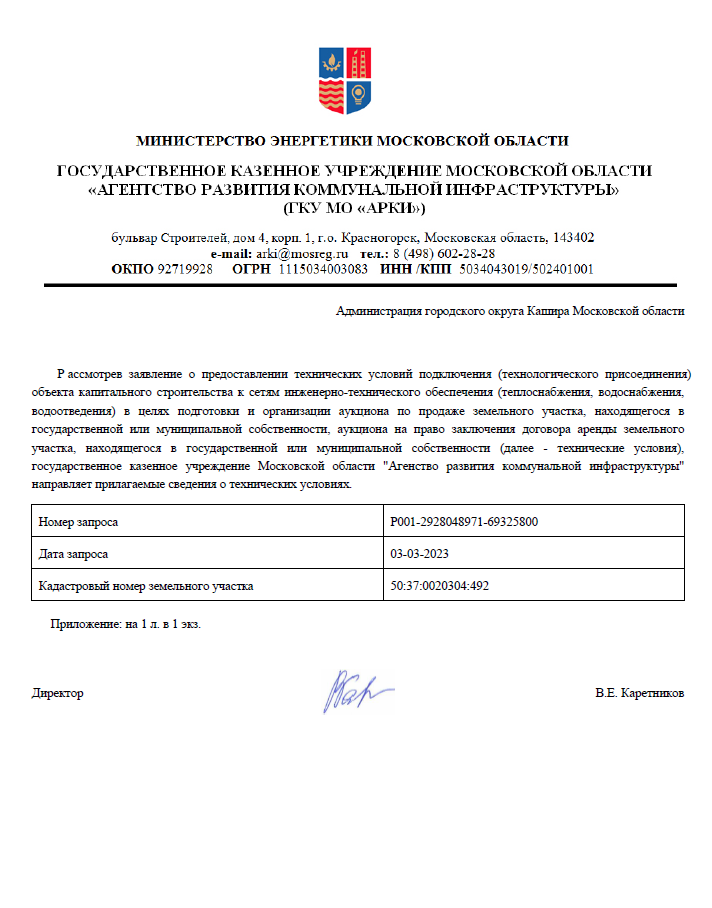 МИНИСТЕРСТВО ЭНЕРГЕТИКИ МОСКОВСКОЙ ОБЛАСТИ
ГОСУДАРСТВЕННОЕ КАЗЕННОЕ УЧРЕЖДЕНИЕ МОСКОВСКОЙ ОБЛАСТИ
«АГЕНТСТВО РАЗВИТИЯ КОММУНАЛЬНОЙ ИНФРАСТРУКТУРЫ»
(ГКУ МО «АРКИ»)
бульвар Строителей, дом 4, корп. 1, г.о. Красногорск, Московская область, 143402
e-mail: arki@mosreg.ru тел.: 8 (498) 602-28-28
ОКПО 92719928 ОГРН 1115034003083 ИНН /КПП 5034043019/502401001
Администрация городского округа Кашира Московской области
Р ассмотрев заявление о предоставлении технических условий подключения (технологического присоединения)
объекта капитального строительства к сетям инженерно-технического обеспечения (теплоснабжения, водоснабжения,
водоотведения) в целях подготовки и организации аукциона по продаже земельного участка, находящегося в
государственной или муниципальной собственности, аукциона на право заключения договора аренды земельного
участка, находящегося в государственной или муниципальной собственности (далее - технические условия),
государственное казенное учреждение Московской области "Агенство развития коммунальной инфраструктуры"
направляет прилагаемые сведения о технических условиях.
Номер запроса P001-2928048971-69325800
Дата запроса 03-03-2023
Кадастровый номер земельного участка 50:37:0020304:492
Приложение: на 1 л. в 1 экз.
Директор В.Е. Каретников